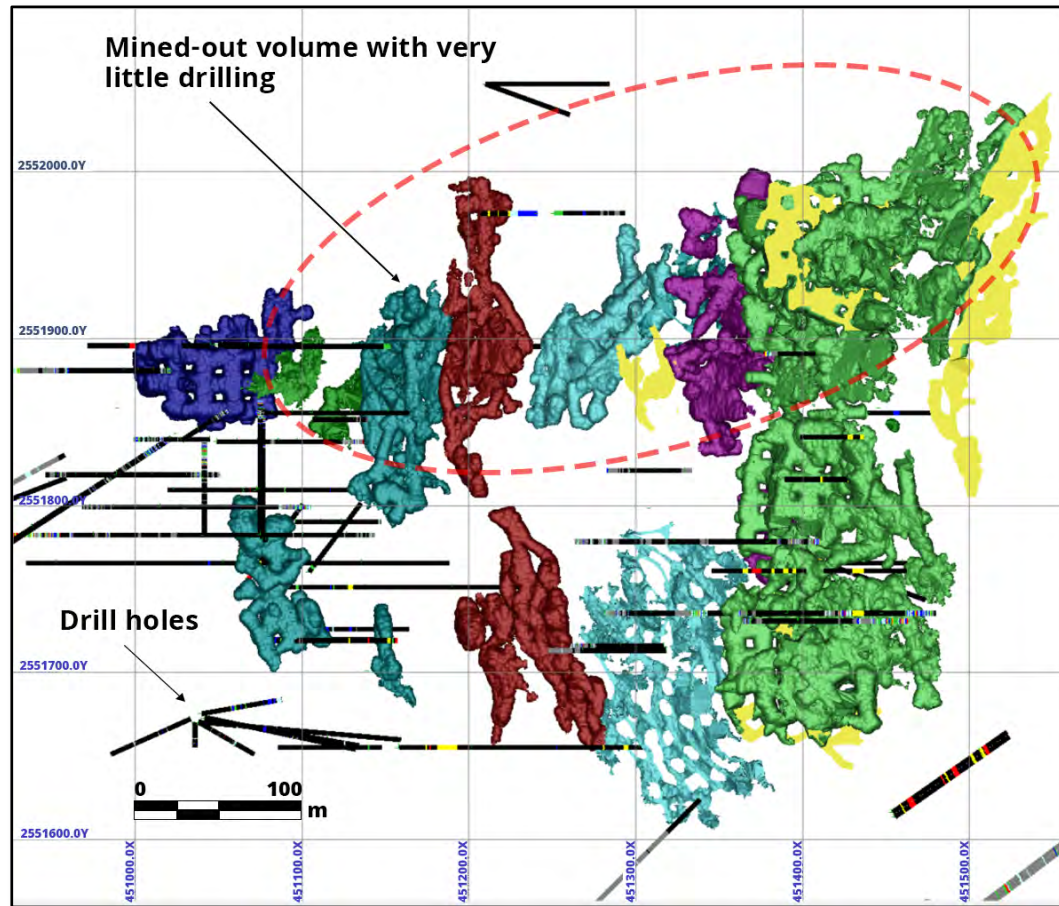 Mined-out volume with very
little drilling
2552000.0Y
2551900.0Y
2551800.0Y
Drill holes
2551700.0Y
0 100
m
2551600.0Y
451000.0X
451100.0X
451200.0X
451300.0X
451400.0X
451500.0X